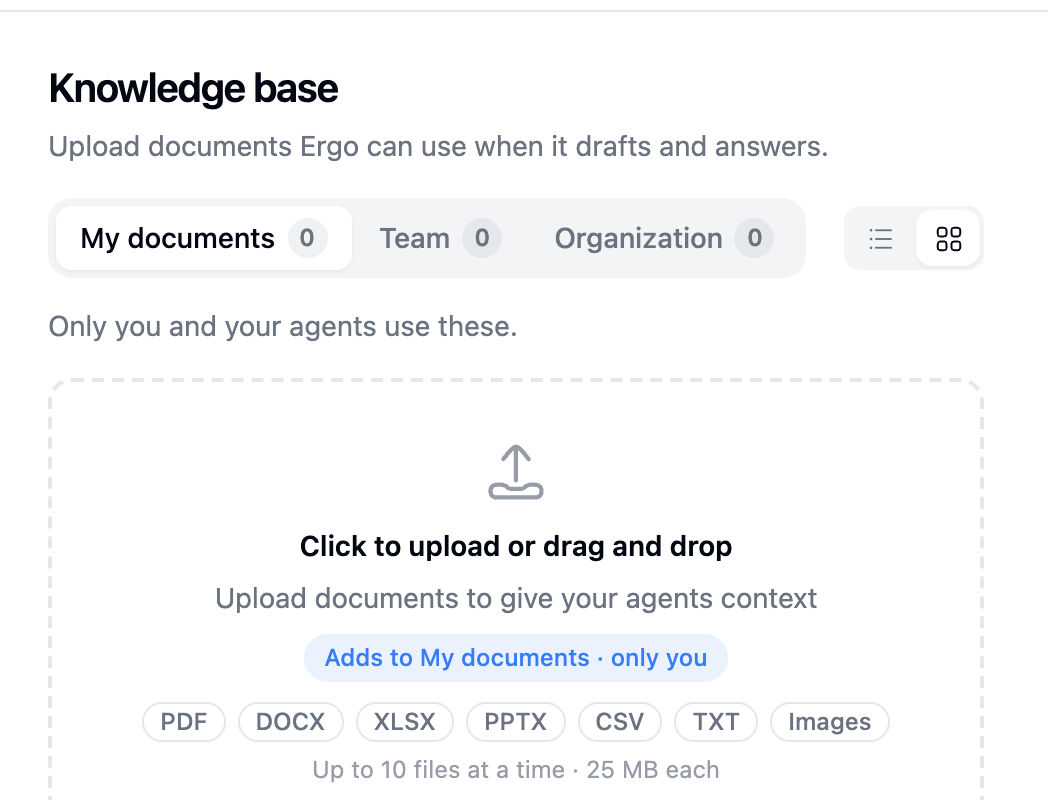 Knowledge base
Upload documents Ergo can use when it drafts and answers.
My documents 0 Team 0 Organization 0
Only you and your agents use these.
Click to upload or drag and drop
Upload documents to give your agents context
Adds to My documents · only you
PDF DOCX XLSX PPTX CSV TXT Images
Up to 10 files at a time · 25 MB each